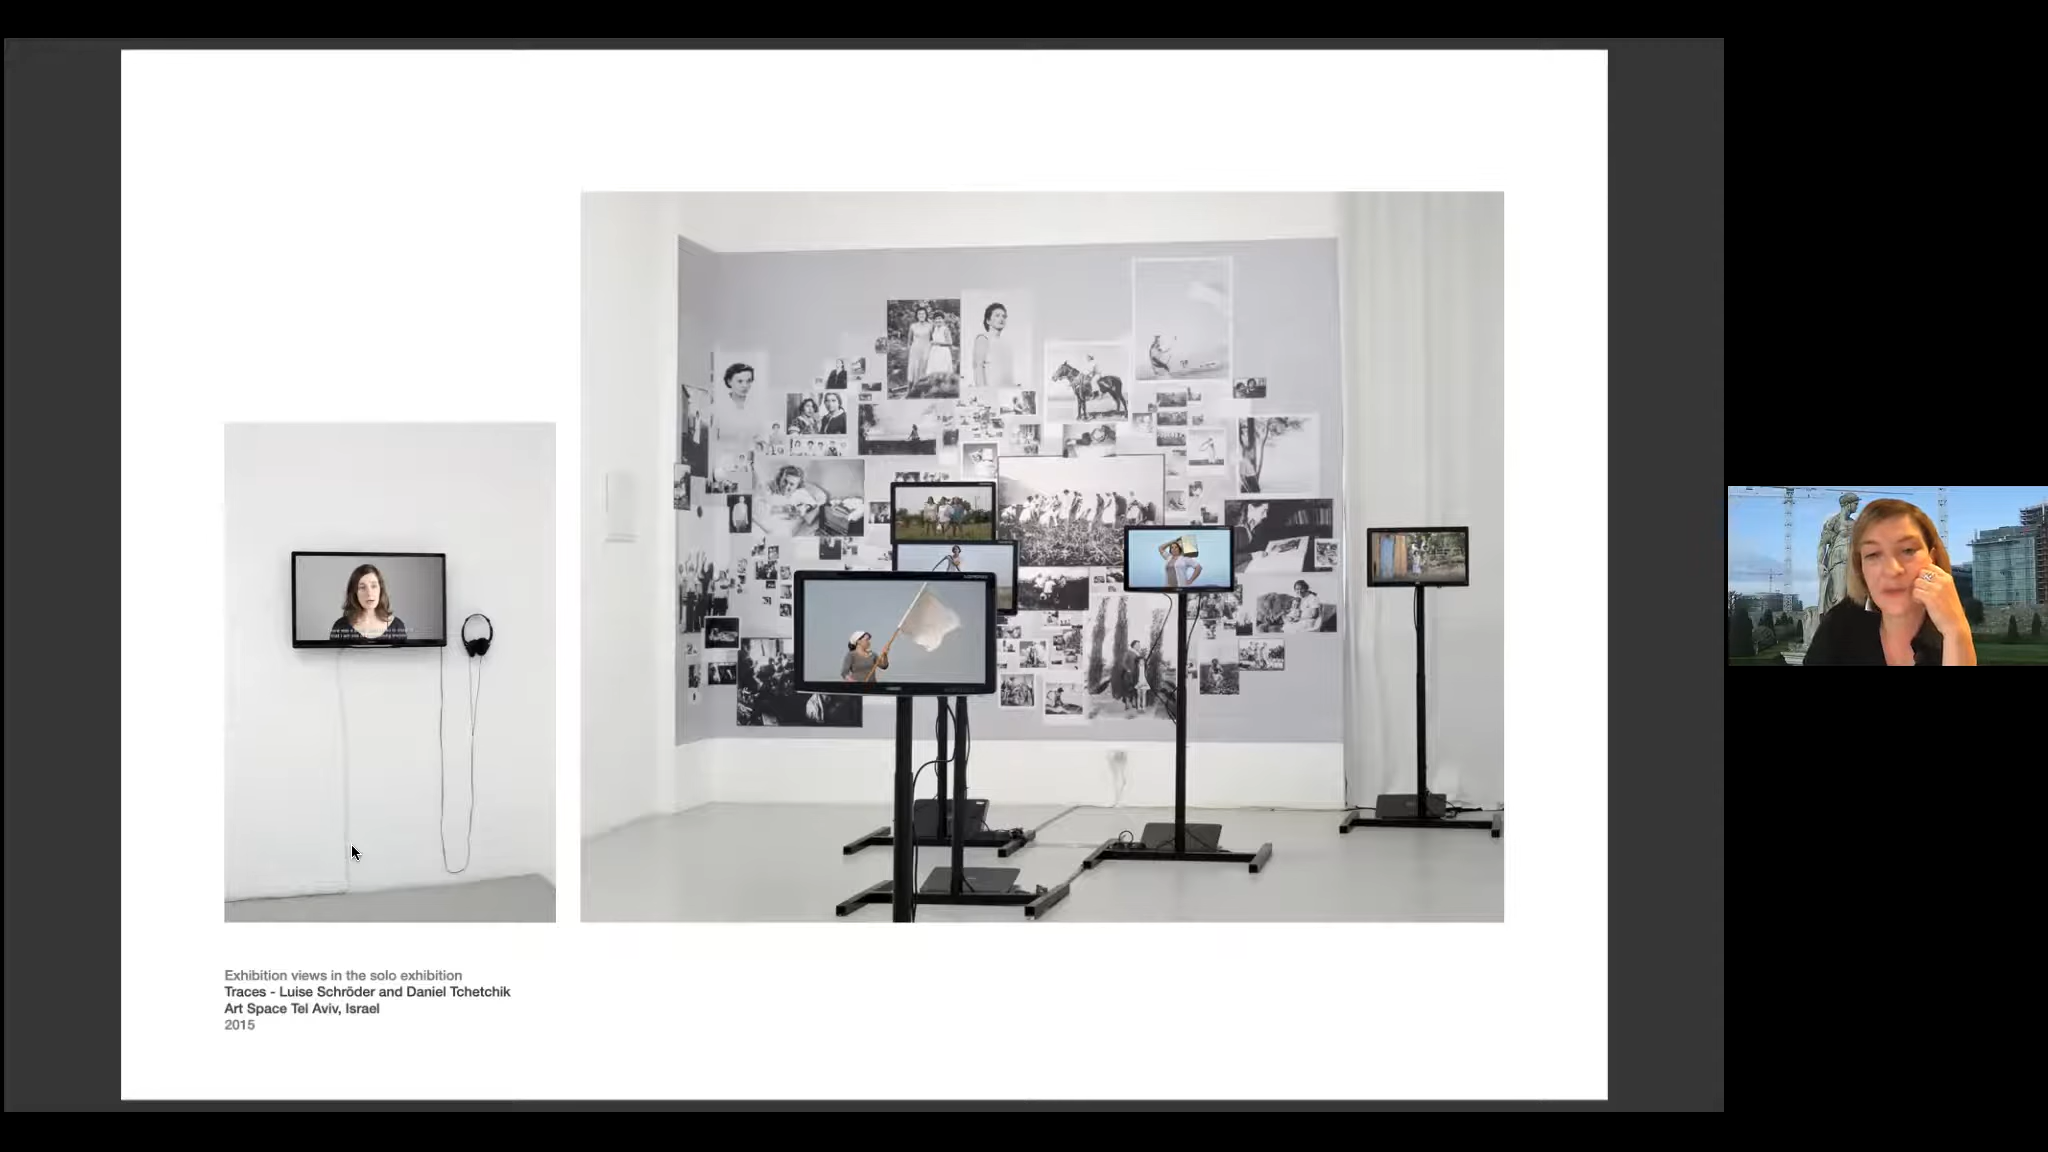 Exhibition views in the solo exhibition
Traces - Luise Schröder and Daniel Tchetchik
Art Space Tel Aviv, Israel
2015